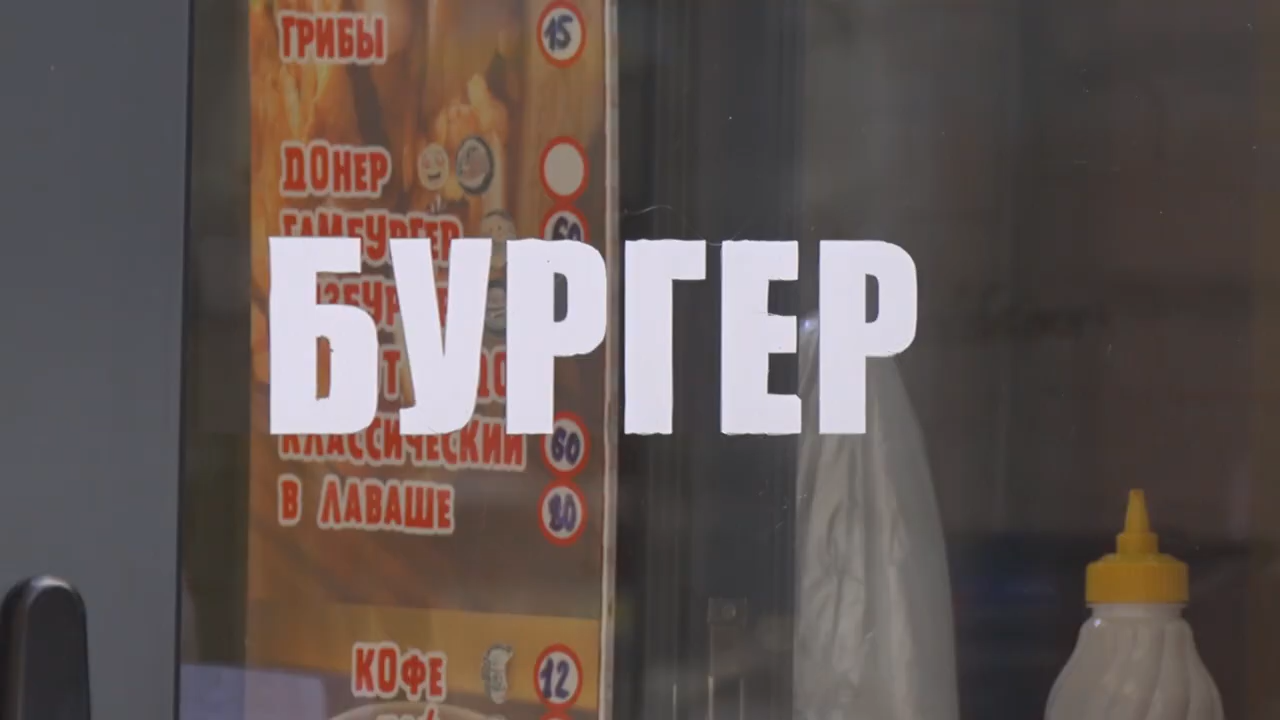 ГРИБЫ 15
ДОНЕР
ГАМБУРГЕР 60
БУРГЕР
КЛАССИЧЕСКИЙ 60
В ЛАВАШЕ 80
КОФЕ 12